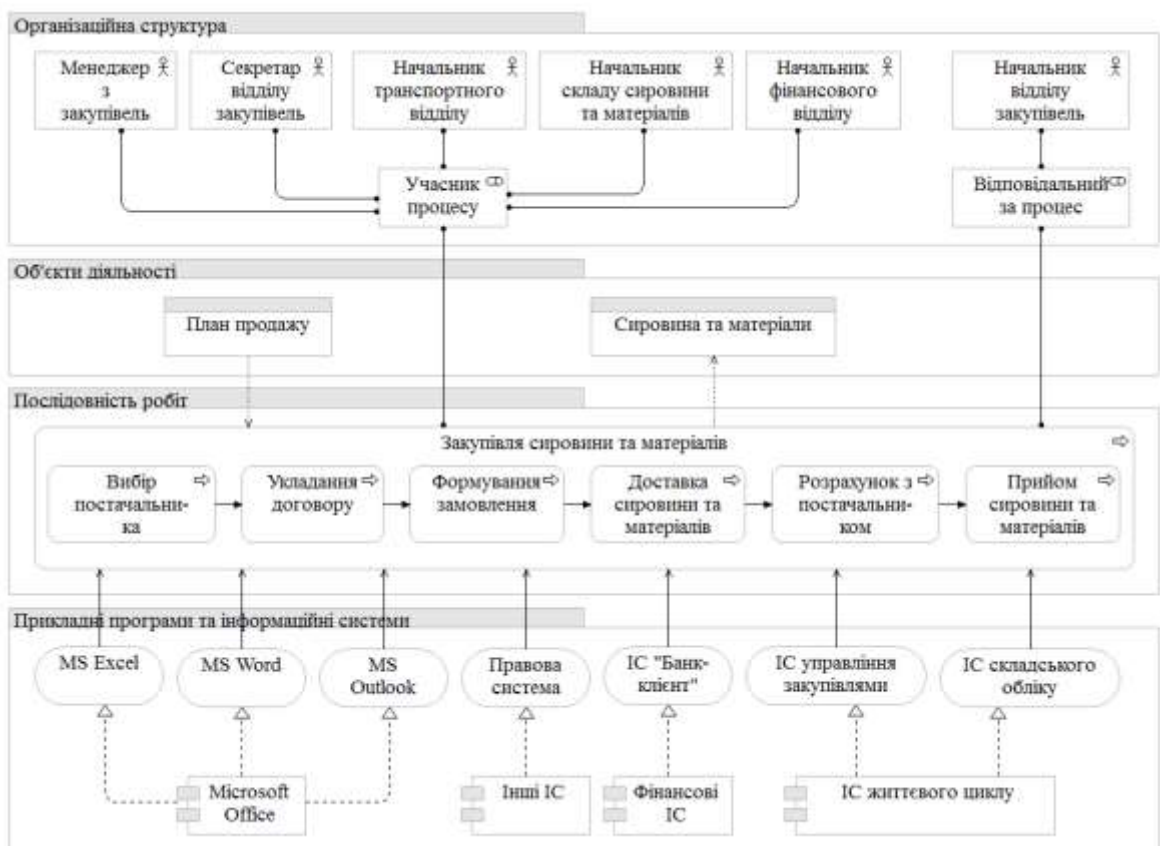 Організаційна структура
Менеджер
з
закупівель
Секретар
відділу
закупівель
Начальник
транспортного
відділу
Начальник
складу сировини
та матеріалів
Начальник
фінансового
відділу
Начальник
відділу
закупівель
Учасник
процесу
Відповідальний
за процес
Об'єкти діяльності
План продажу
Сировина та матеріали
Послідовність робіт
Закупівля сировини та матеріалів
Вибір
постачальни-
ка
Укладання
договору
Формування
замовлення
Доставка
сировини та
матеріалів
Розрахунок з
постачальни-
ком
Прийом
сировини та
матеріалів
Прикладні програми та інформаційні системи
MS Excel
MS Word
MS
Outlook
Правова
система
ІС "Банк-
клієнт"
ІС управління
закупівлями
ІС складського
обліку
Microsoft
Office
Інші ІС
Фінансові
ІС
ІС життєвого циклу